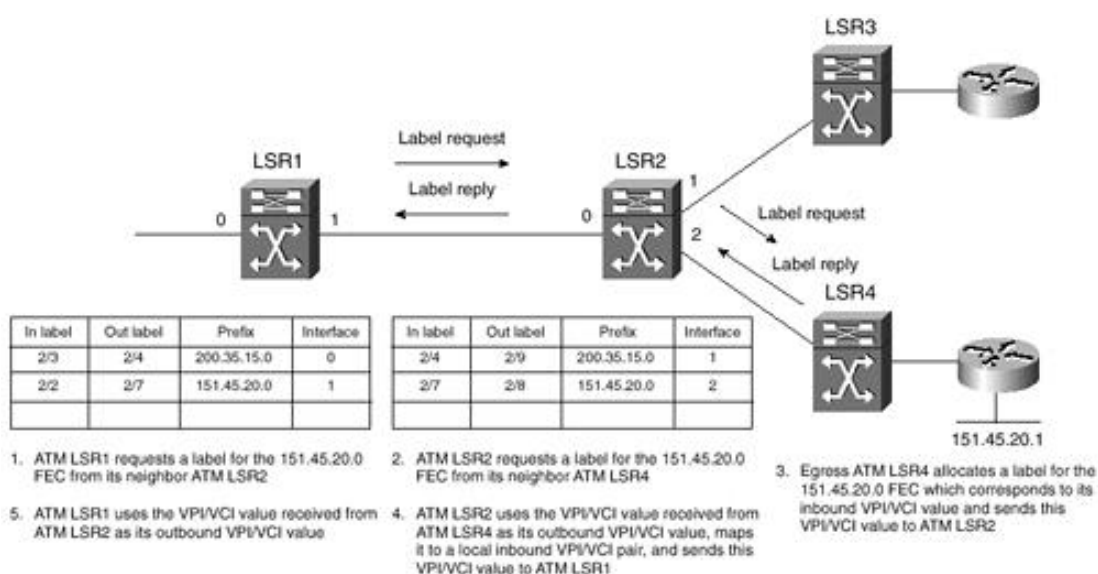 LSR3
Label request
LSR1
LSR2
Label reply
1
0
1
0
2
Label request
Label reply
LSR4
In label Out label Prefix Interface
2/3 2/4 200.35.15.0 0
2/2 2/7 151.45.20.0 1
In label Out label Prefix Interface
2/4 2/9 200.35.15.0 1
2/7 2/8 151.45.20.0 2
151.45.20.1
1. ATM LSR1 requests a label for the 151.45.20.0
FEC from its neighbor ATM LSR2
5. ATM LSR1 uses the VPI/VCI value received from
ATM LSR2 as its outbound VPI/VCI value
2. ATM LSR2 requests a label for the 151.45.20.0
FEC from its neighbor ATM LSR4
4. ATM LSR2 uses the VPI/VCI value received from
ATM LSR4 as its outbound VPI/VCI value, maps
it to a local inbound VPI/VCI pair, and sends this
VPI/VCI value to ATM LSR1
3. Egress ATM LSR4 allocates a label for the
151.45.20.0 FEC which corresponds to its
inbound VPI/VCI value and sends this
VPI/VCI value to ATM LSR2